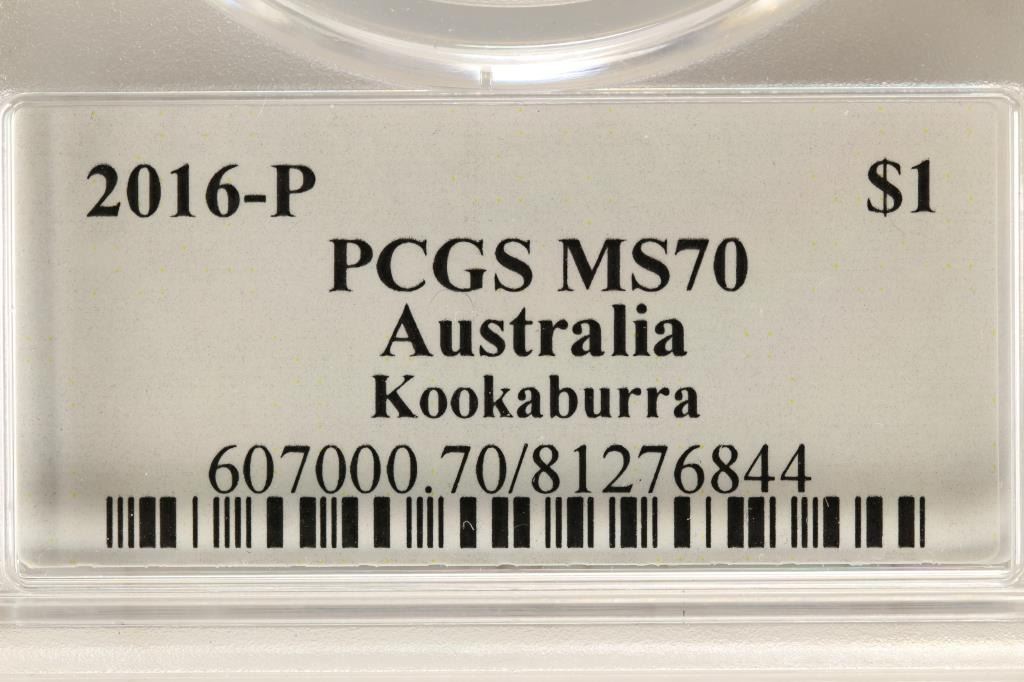 2016-P $1
PCGS MS70
Australia
Kookaburra
607000.70/81276844